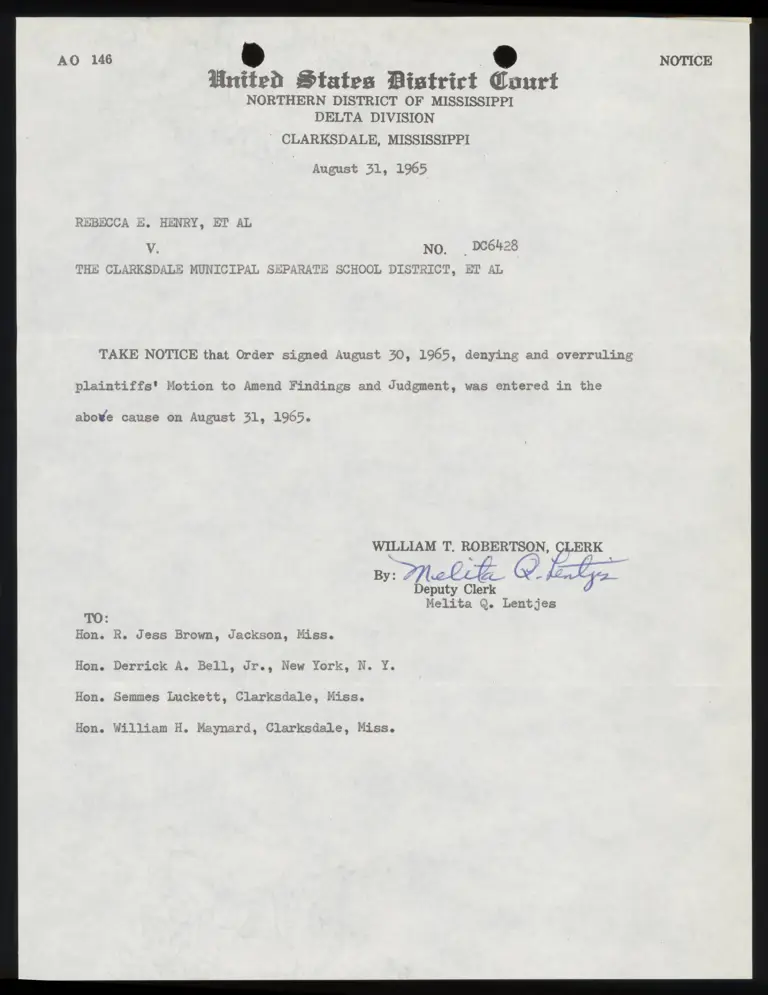 AO 146
NOTICE
United States District Court
NORTHERN DISTRICT OF MISSISSIPPI
DELTA DIVISION
CLARKSDALE, MISSISSIPPI
August 31, 1965
REBECCA E. HENRY, ET AL
V.
NO. DC6428
THE CLARKSDALE MUNICIPAL SEPARATE SCHOOL DISTRICT, ET AL
TAKE NOTICE that Order signed August 30, 1965, denying and overruling
plaintiffs' Motion to Amend Findings and Judgment, was entered in the
above cause on August 31, 1965.
WILLIAM T. ROBERTSON, CLERK
By: Melita Q. Lentjes
Deputy Clerk
Melita Q. Lentjes
TO:
Hon. R. Jess Brown, Jackson, Miss.
Hon. Derrick A. Bell, Jr., New York, N. Y.
Hon. Semmes Luckett, Clarksdale, Miss.
Hon. William H. Maynard, Clarksdale, Miss.